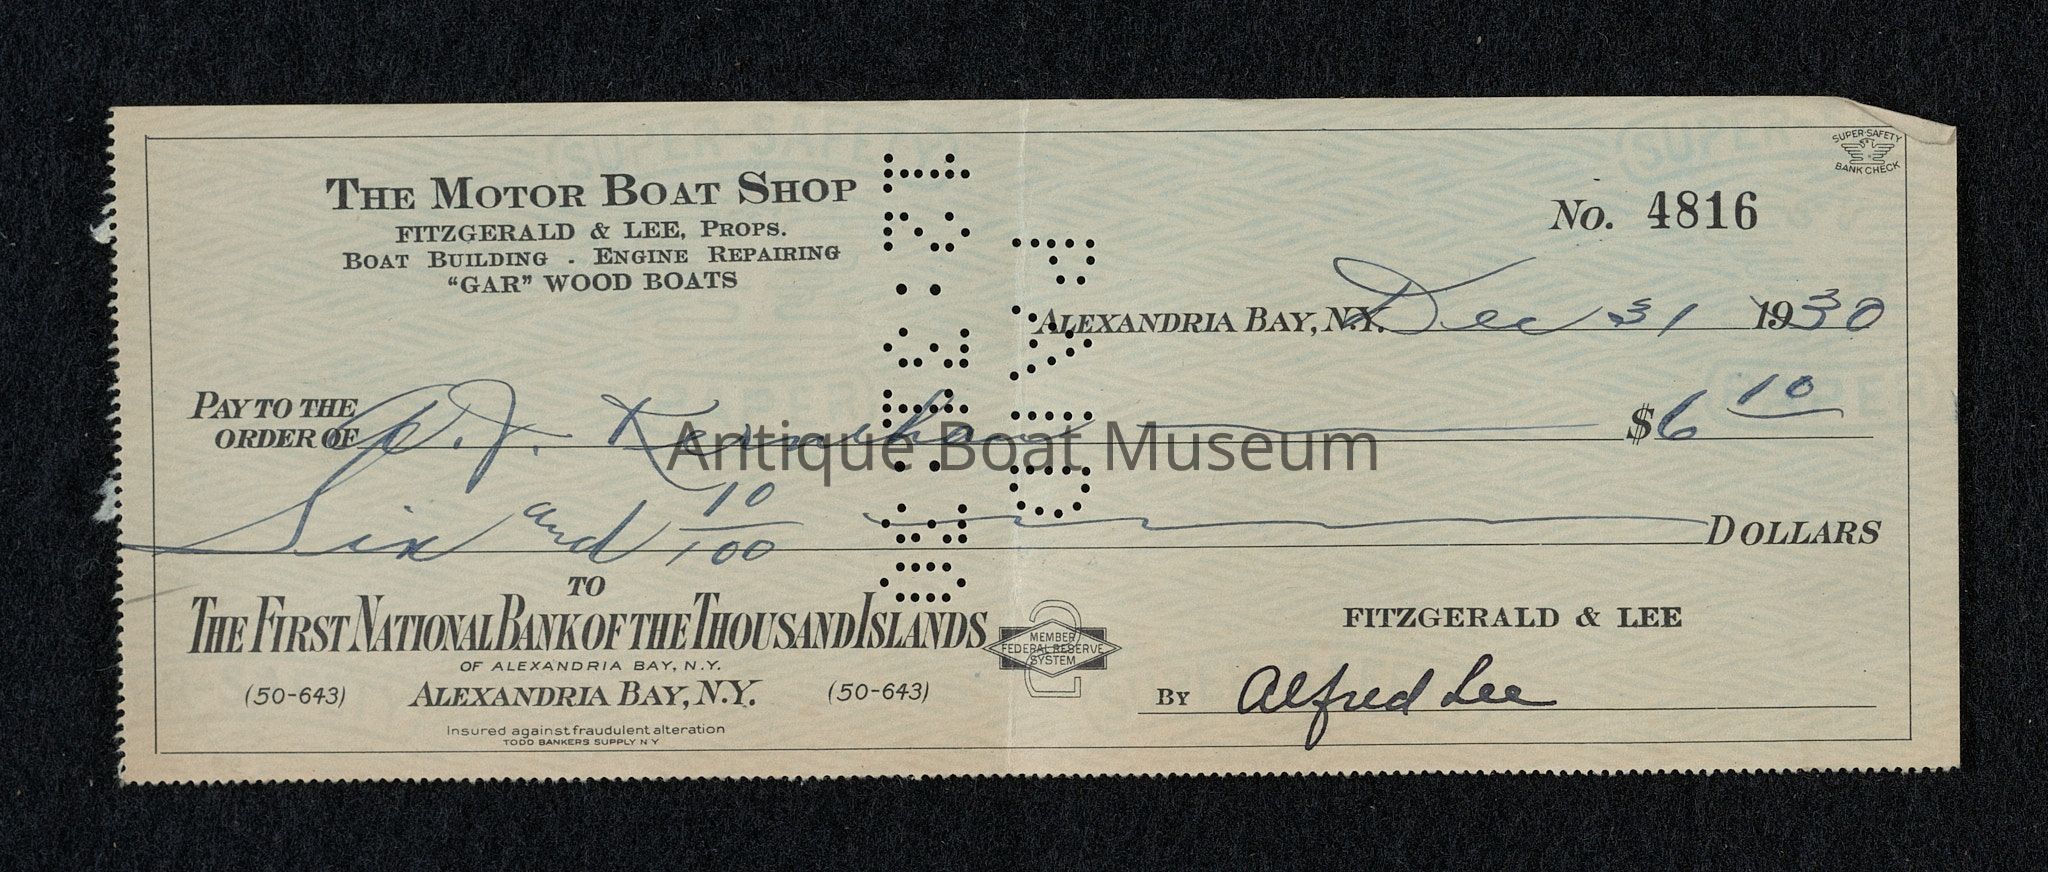 THE MOTOR BOAT SHOP
FITZGERALD & LEE, PROPS.
BOAT BUILDING - ENGINE REPAIRING
"GAR" WOOD BOATS
SUPER-SAFETY
BANK CHECK
No. 4816
ALEXANDRIA BAY, N.Y. Dec 31 1930
PAY TO THE
ORDER OF $6 10
Antique Boat Museum
Six and 10/100 DOLLARS
TO
THE FIRST NATIONAL BANK OF THE THOUSAND ISLANDS
OF ALEXANDRIA BAY, N.Y.
(50-643) ALEXANDRIA BAY, N.Y. (50-643)
Insured against fraudulent alteration
TODD BANKERS SUPPLY N Y
MEMBER
FEDERAL RESERVE
SYSTEM
2
FITZGERALD & LEE
BY Alfred Lee
PAID